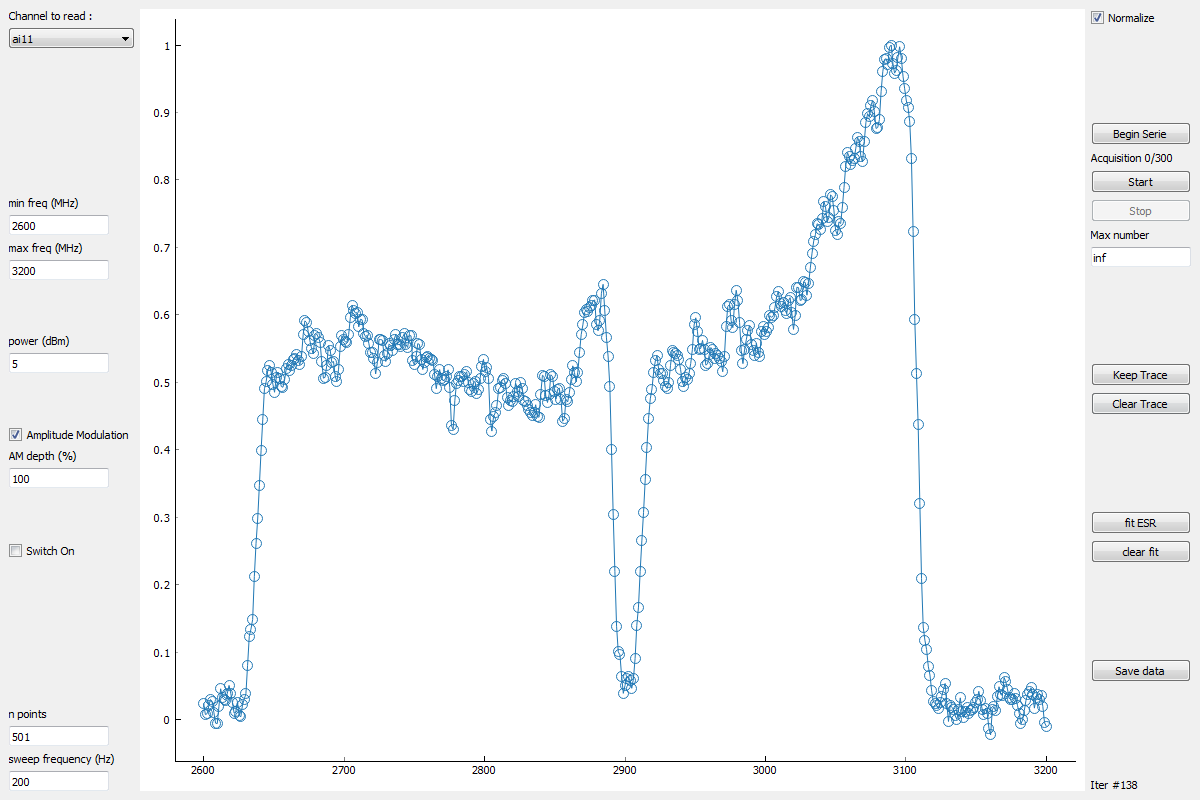 Channel to read :
ai11
min freq (MHz)
2600
max freq (MHz)
3200
power (dBm)
5
Amplitude Modulation
AM depth (%)
100
Switch On
n points
501
sweep frequency (Hz)
200
1
0.9
0.8
0.7
0.6
0.5
0.4
0.3
0.2
0.1
0
2600 2700 2800 2900 3000 3100 3200
Normalize
Begin Serie
Acquisition 0/300
Start
Stop
Max number
inf
Keep Trace
Clear Trace
fit ESR
clear fit
Save data
Iter #138